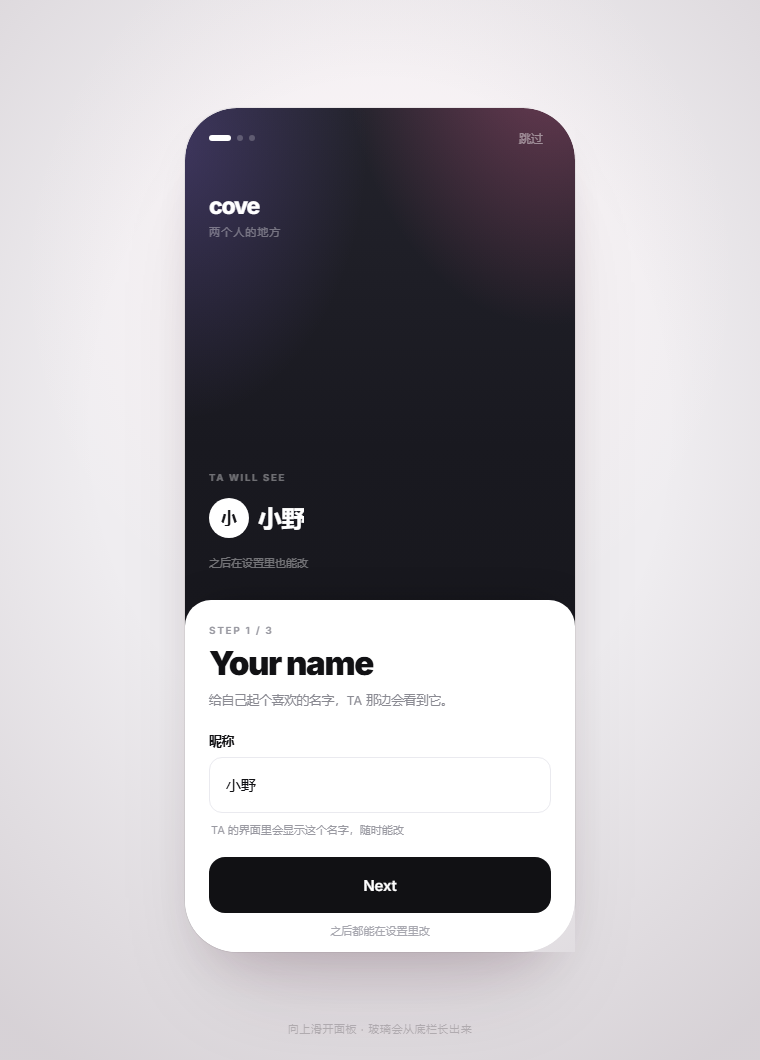 跳过
cove
两个人的地方
TA WILL SEE
小 小野
之后在设置里也能改
STEP 1 / 3
Your name
给自己起个喜欢的名字，TA 那边会看到它。
昵称
小野
TA 的界面里会显示这个名字，随时能改
Next
之后都能在设置里改
向上滑开面板 · 玻璃会从底栏长出来